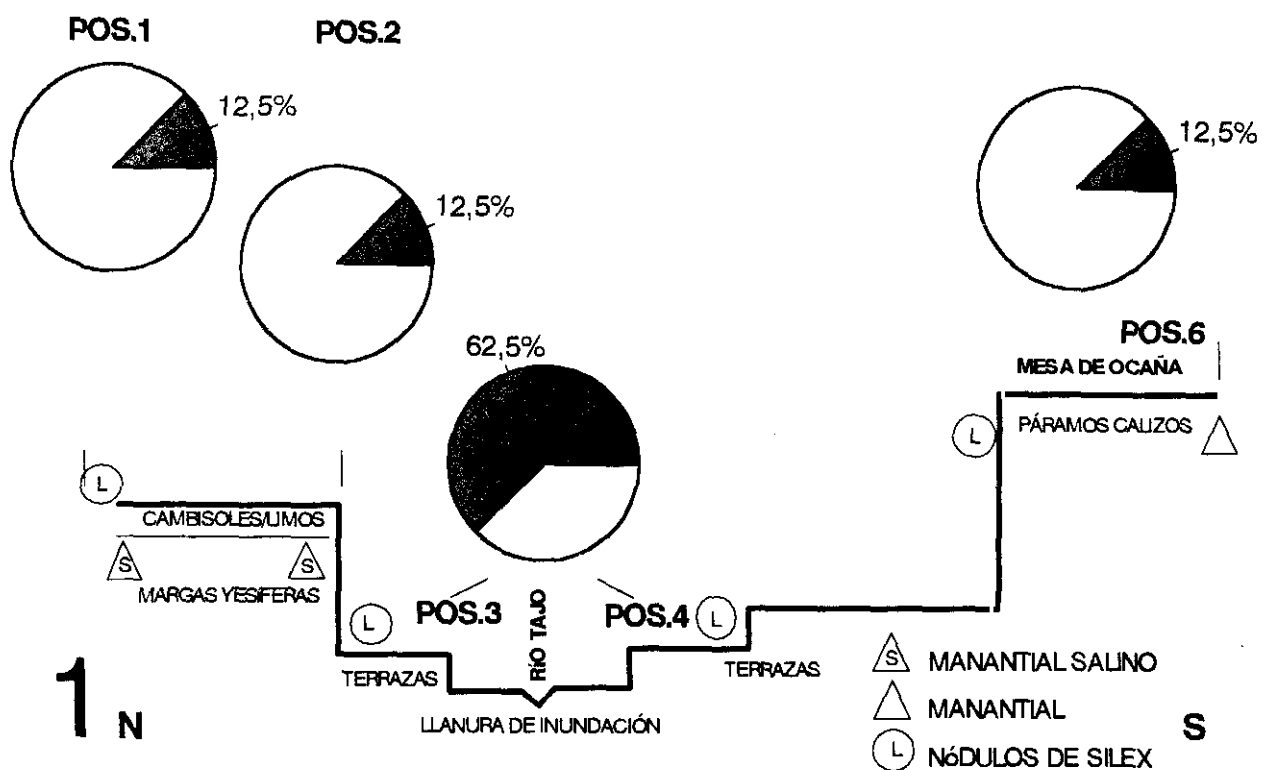 POS.1
POS.2
12,5%
12,5%
12,5%
62,5%
POS.6
MESA DE OCAÑA
L
PÁRAMOS CALIZOS
L
CAMBISOLES/LIMOS
S
S
MARGAS YESIFERAS
L
POS.3
RÍO TAJO
POS.4
L
TERRAZAS
TERRAZAS
LLANURA DE INUNDACIÓN
S MANANTIAL SALINO
MANANTIAL
L NóDULOS DE SILEX
1 N
S